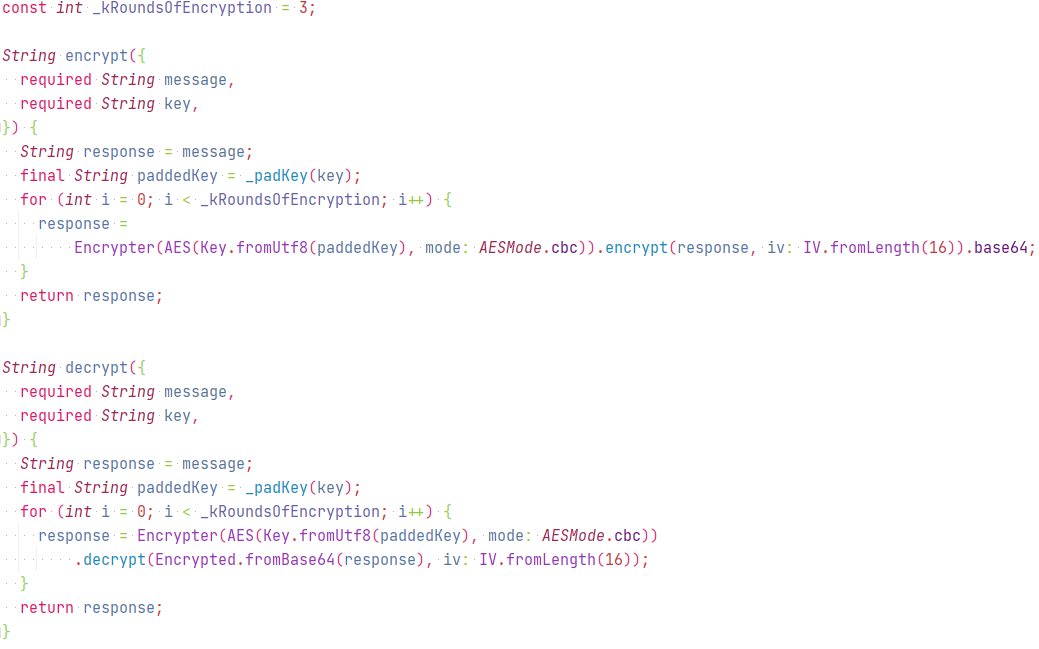 const int _kRoundsOfEncryption = 3;
String encrypt({
required String message,
required String key,
}) {
String response = message;
final String paddedKey = _padKey(key);
for (int i = 0; i < _kRoundsOfEncryption; i++) {
response =
Encrypter(AES(Key.fromUtf8(paddedKey), mode: AESMode.cbc)).encrypt(response, iv: IV.fromLength(16)).base64;
}
return response;
}
String decrypt({
required String message,
required String key,
}) {
String response = message;
final String paddedKey = _padKey(key);
for (int i = 0; i < _kRoundsOfEncryption; i++) {
response = Encrypter(AES(Key.fromUtf8(paddedKey), mode: AESMode.cbc))
.decrypt(Encrypted.fromBase64(response), iv: IV.fromLength(16));
}
return response;
}